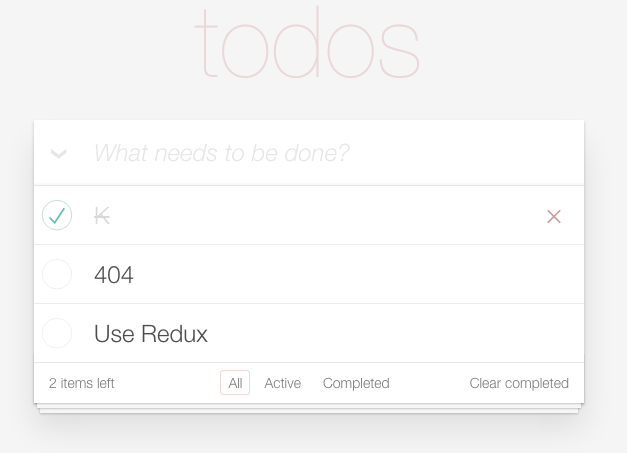 todos
What needs to be done?
K
404
Use Redux
2 items left All Active Completed Clear completed